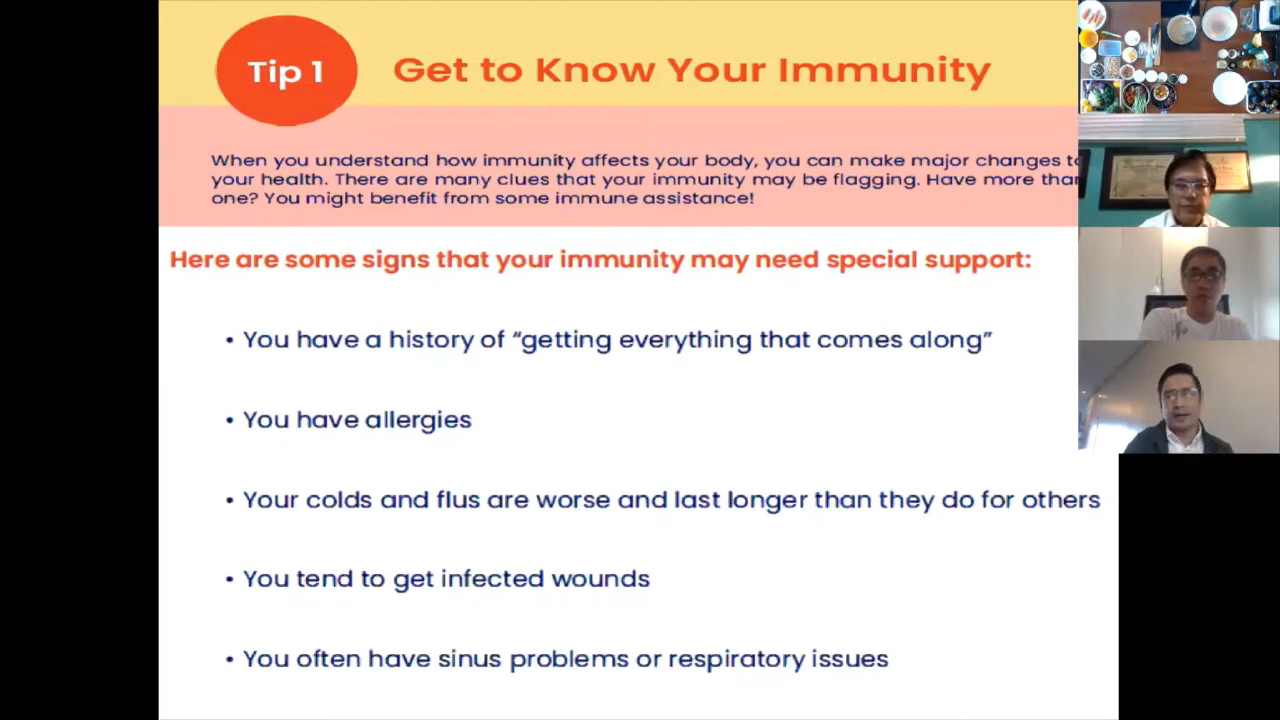 Tip 1
Get to Know Your Immunity
When you understand how immunity affects your body, you can make major changes to
your health. There are many clues that your immunity may be flagging. Have more than
one? You might benefit from some immune assistance!
Here are some signs that your immunity may need special support:
• You have a history of “getting everything that comes along”
• You have allergies
• Your colds and flus are worse and last longer than they do for others
• You tend to get infected wounds
• You often have sinus problems or respiratory issues